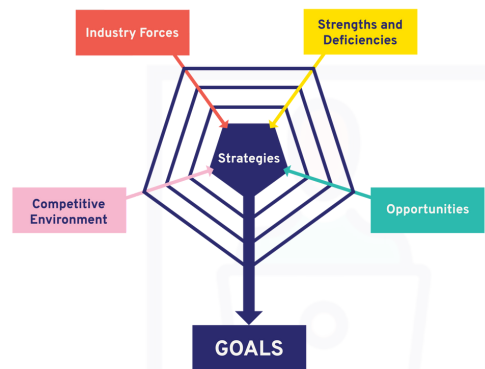 Industry Forces
Strengths and
Deficiencies
Strategies
Competitive
Environment
Opportunities
GOALS